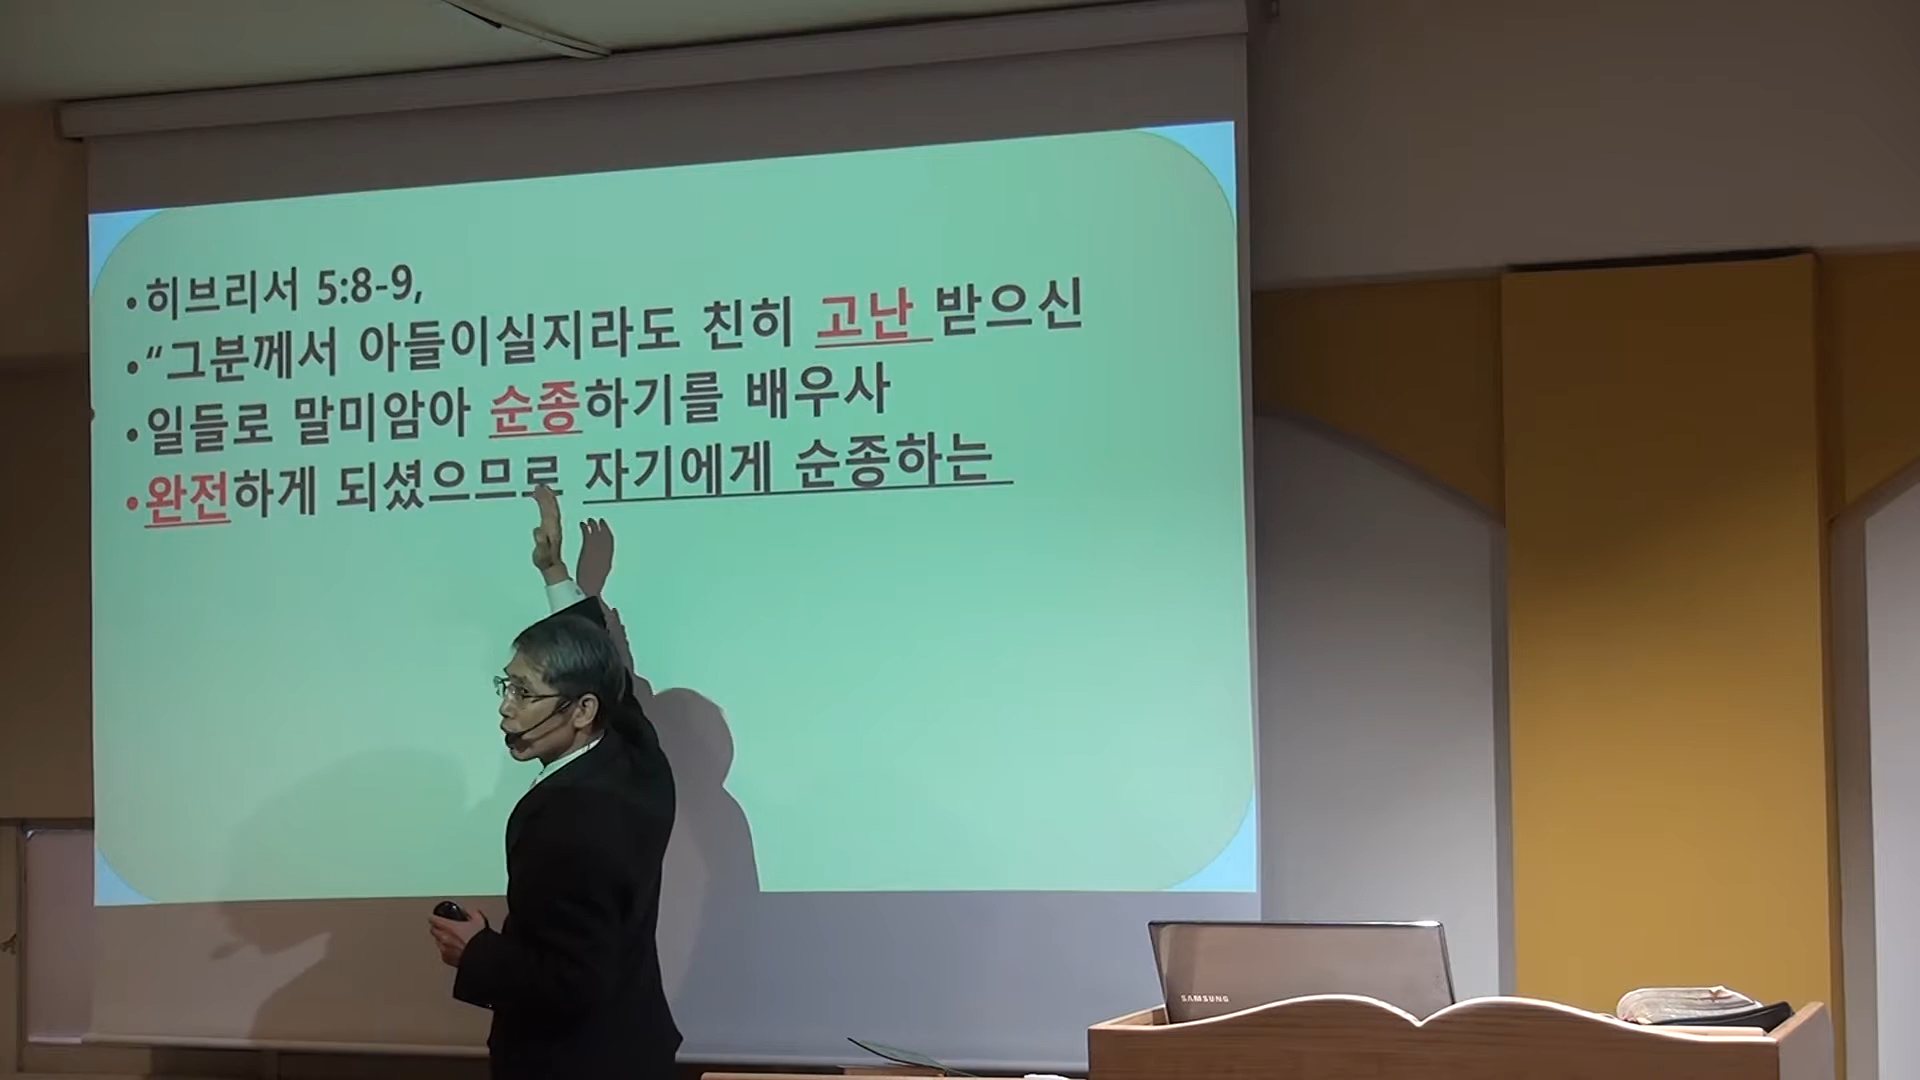 •히브리서 5:8-9,
•“그분께서 아들이실지라도 친히 고난 받으신
•일들로 말미암아 순종하기를 배우사
•완전하게 되셨으므로 자기에게 순종하는
SAMSUNG